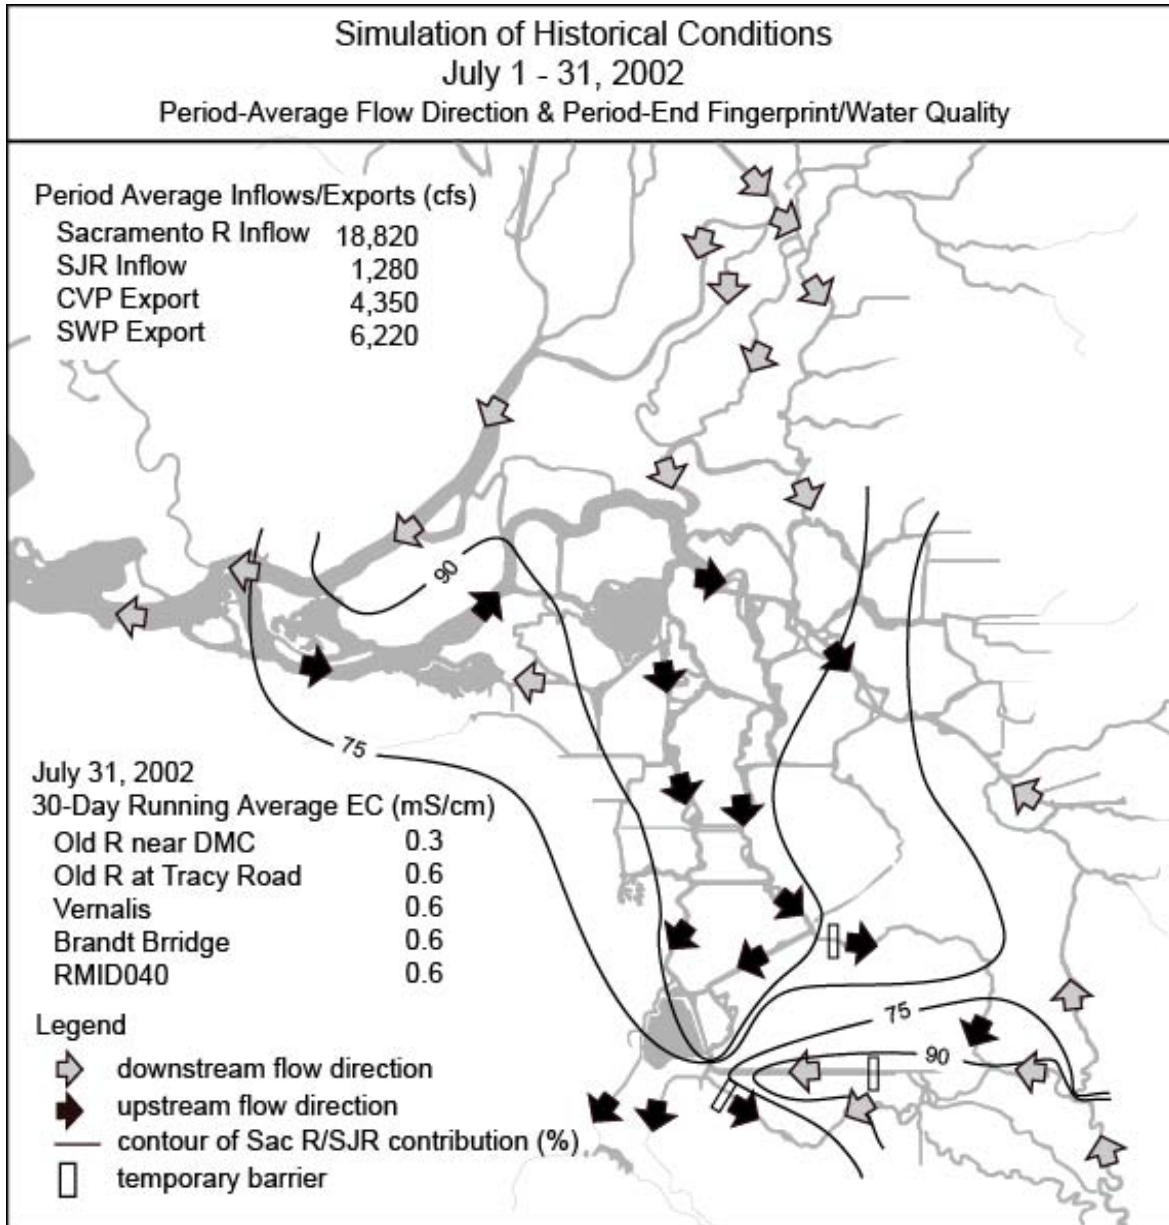 Simulation of Historical Conditions
July 1 - 31, 2002
Period-Average Flow Direction & Period-End Fingerprint/Water Quality
Period Average Inflows/Exports (cfs)
Sacramento R Inflow 18,820
SJR Inflow 1,280
CVP Export 4,350
SWP Export 6,220
90
75
July 31, 2002
30-Day Running Average EC (mS/cm)
Old R near DMC 0.3
Old R at Tracy Road 0.6
Vernalis 0.6
Brandt Brridge 0.6
RMID040 0.6
75
90
Legend
downstream flow direction
upstream flow direction
contour of Sac R/SJR contribution (%)
temporary barrier